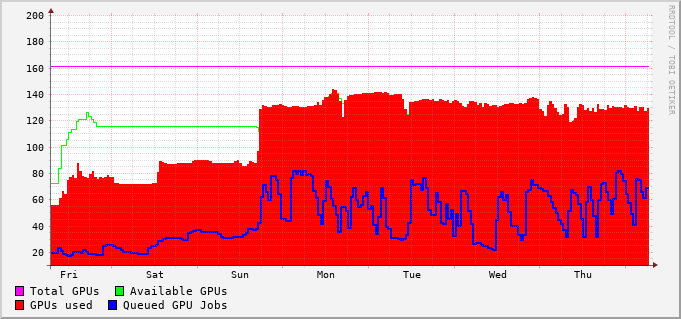 RRDTOOL / TOBI OETIKER
200
180
160
140
120
100
80
60
40
20
Fri Sat Sun Mon Tue Wed Thu
Total GPUs Available GPUs
GPUs used Queued GPU Jobs